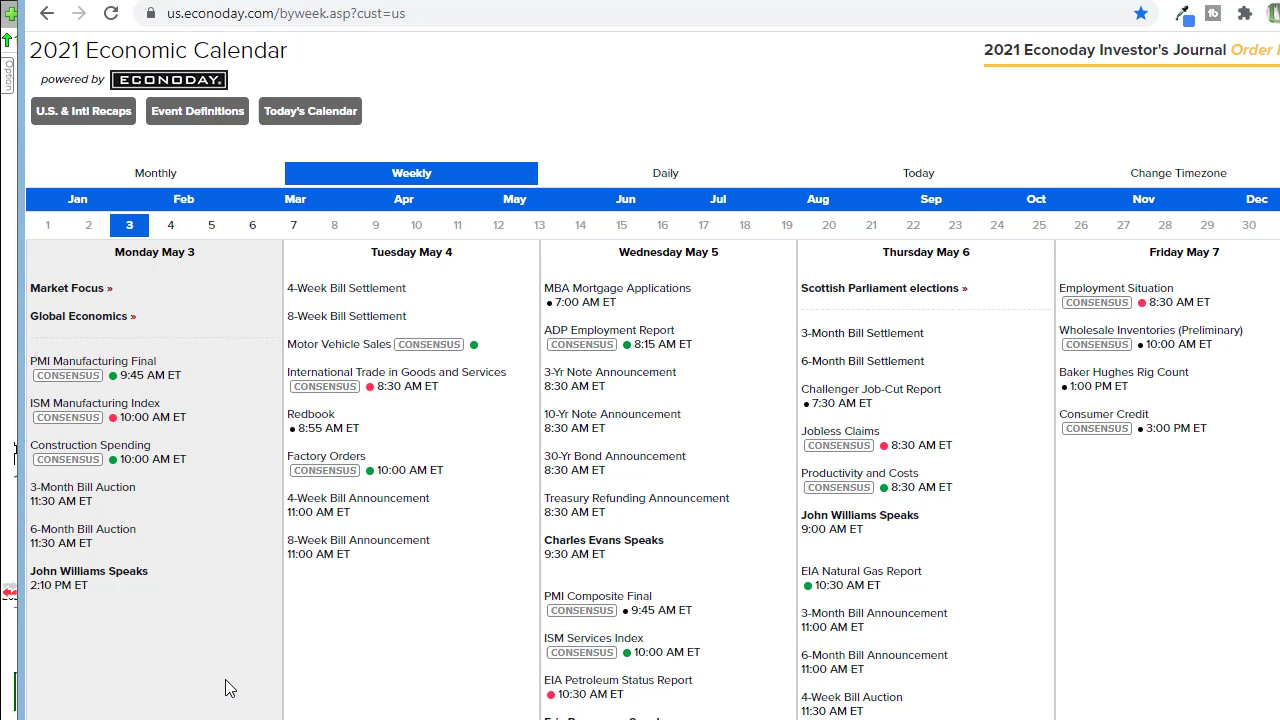 us.econoday.com/byweek.asp?cust=us
2021 Economic Calendar
2021 Econoday Investor's Journal Order
powered by ECONODAY.
U.S. & Intl Recaps Event Definitions Today's Calendar
Option
Monthly Weekly Daily Today Change Timezone
Jan Feb Mar Apr May Jun Jul Aug Sep Oct Nov Dec
1 2 3 4 5 6 7 8 9 10 11 12 13 14 15 16 17 18 19 20 21 22 23 24 25 26 27 28 29 30
Monday May 3
Market Focus »
Global Economics »
PMI Manufacturing Final
CONSENSUS 9:45 AM ET
ISM Manufacturing Index
CONSENSUS 10:00 AM ET
Construction Spending
CONSENSUS 10:00 AM ET
3-Month Bill Auction
11:30 AM ET
6-Month Bill Auction
11:30 AM ET
John Williams Speaks
2:10 PM ET
Tuesday May 4
4-Week Bill Settlement
8-Week Bill Settlement
Motor Vehicle Sales CONSENSUS
International Trade in Goods and Services
CONSENSUS 8:30 AM ET
Redbook
8:55 AM ET
Factory Orders
CONSENSUS 10:00 AM ET
4-Week Bill Announcement
11:00 AM ET
8-Week Bill Announcement
11:00 AM ET
Wednesday May 5
MBA Mortgage Applications
7:00 AM ET
ADP Employment Report
CONSENSUS 8:15 AM ET
3-Yr Note Announcement
8:30 AM ET
10-Yr Note Announcement
8:30 AM ET
30-Yr Bond Announcement
8:30 AM ET
Treasury Refunding Announcement
8:30 AM ET
Charles Evans Speaks
9:30 AM ET
PMI Composite Final
CONSENSUS 9:45 AM ET
ISM Services Index
CONSENSUS 10:00 AM ET
EIA Petroleum Status Report
10:30 AM ET
Thursday May 6
Scottish Parliament elections »
3-Month Bill Settlement
6-Month Bill Settlement
Challenger Job-Cut Report
7:30 AM ET
Jobless Claims
CONSENSUS 8:30 AM ET
Productivity and Costs
CONSENSUS 8:30 AM ET
John Williams Speaks
9:00 AM ET
EIA Natural Gas Report
10:30 AM ET
3-Month Bill Announcement
11:00 AM ET
6-Month Bill Announcement
11:00 AM ET
4-Week Bill Auction
11:30 AM ET
Friday May 7
Employment Situation
CONSENSUS 8:30 AM ET
Wholesale Inventories (Preliminary)
CONSENSUS 10:00 AM ET
Baker Hughes Rig Count
1:00 PM ET
Consumer Credit
CONSENSUS 3:00 PM ET